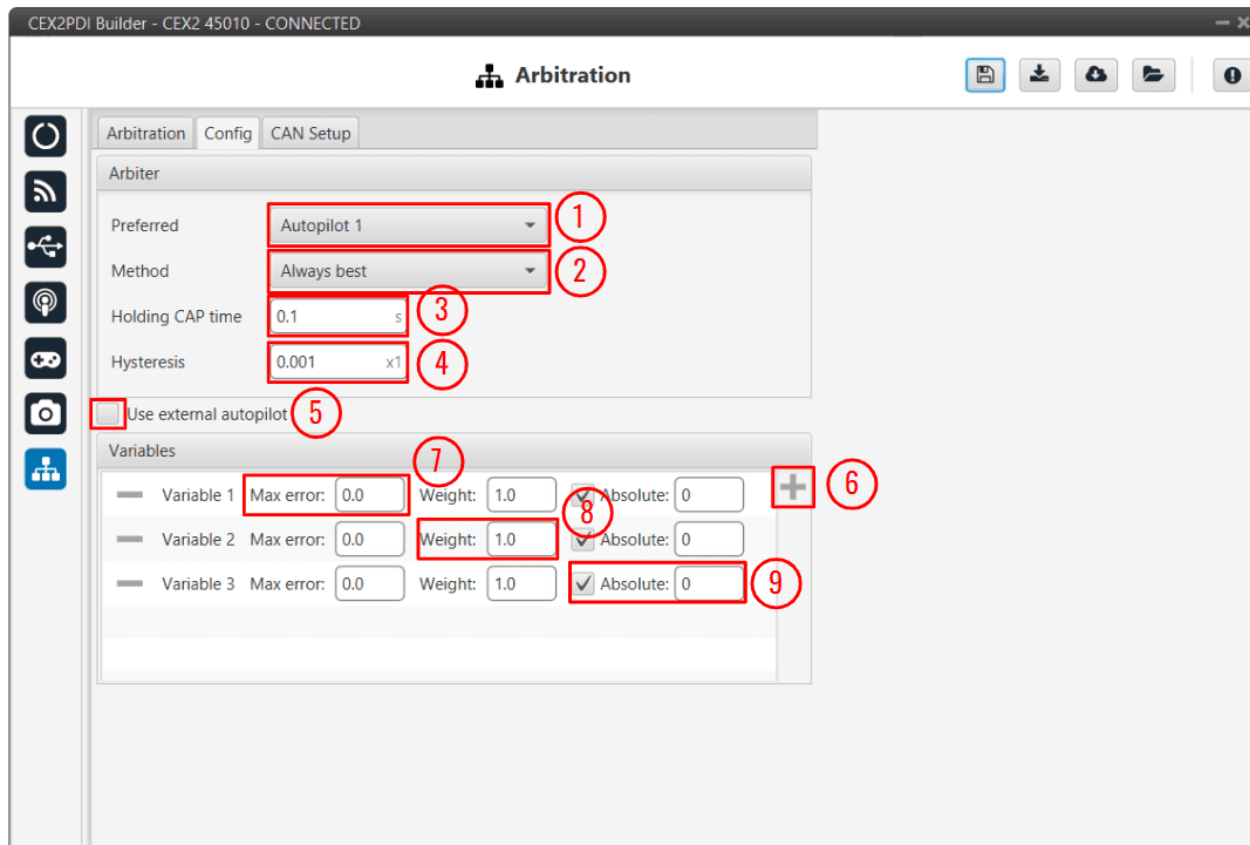 CEX2PDI Builder - CEX2 45010 - CONNECTED
Arbitration
Arbitration Config CAN Setup
Arbiter
Preferred Autopilot 1 1
Method Always best 2
Holding CAP time 0.1 s 3
Hysteresis 0.001 x1 4
Use external autopilot 5
Variables 7
Variable 1 Max error: 0.0 Weight: 1.0 Absolute: 0 6
8
Variable 2 Max error: 0.0 Weight: 1.0 Absolute: 0
Variable 3 Max error: 0.0 Weight: 1.0 Absolute: 0 9